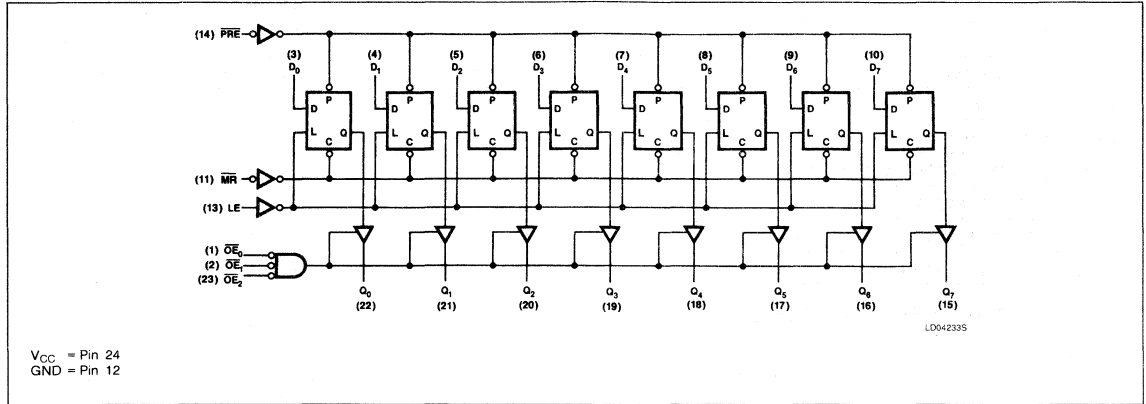 (14) PRE
(3) (4) (5) (6) (7) (8) (9) (10)
D0 D1 D2 D3 D4 D5 D6 D7
P P P P P P P P
D D D D D D D D
L Q L Q L Q L Q L Q L Q L Q L Q
C C C C C C C C
(11) MR
(13) LE
(1) OE0
(2) OE1
(23) OE2
Q0 Q1 Q2 Q3 Q4 Q5 Q6 Q7
(22) (21) (20) (19) (18) (17) (16) (15)
LD04233S
VCC = Pin 24
GND = Pin 12